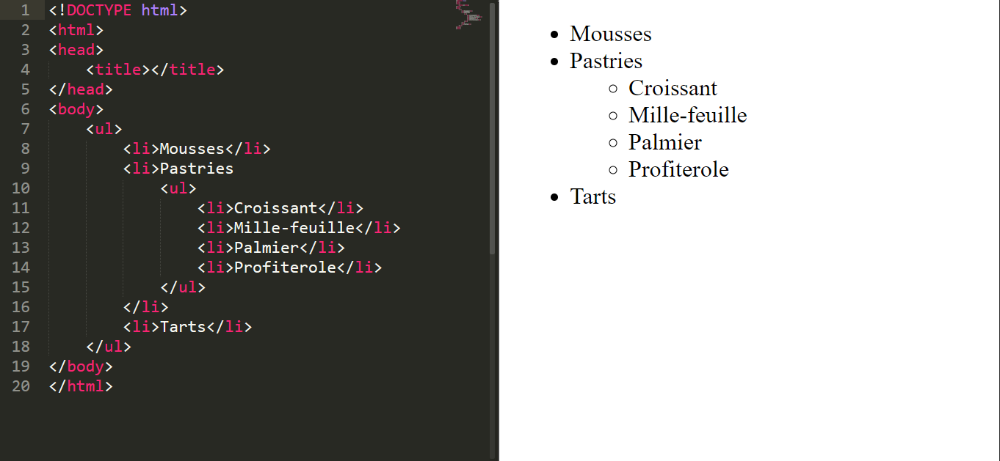 1 <!DOCTYPE html>
2 <html>
3 <head>
4     <title></title>
5 </head>
6 <body>
7     <ul>
8         <li>Mousses</li>
9         <li>Pastries
10             <ul>
11                 <li>Croissant</li>
12                 <li>Mille-feuille</li>
13                 <li>Palmier</li>
14                 <li>Profiterole</li>
15             </ul>
16         </li>
17         <li>Tarts</li>
18     </ul>
19 </body>
20 </html>
• Mousses
• Pastries
○ Croissant
○ Mille-feuille
○ Palmier
○ Profiterole
• Tarts